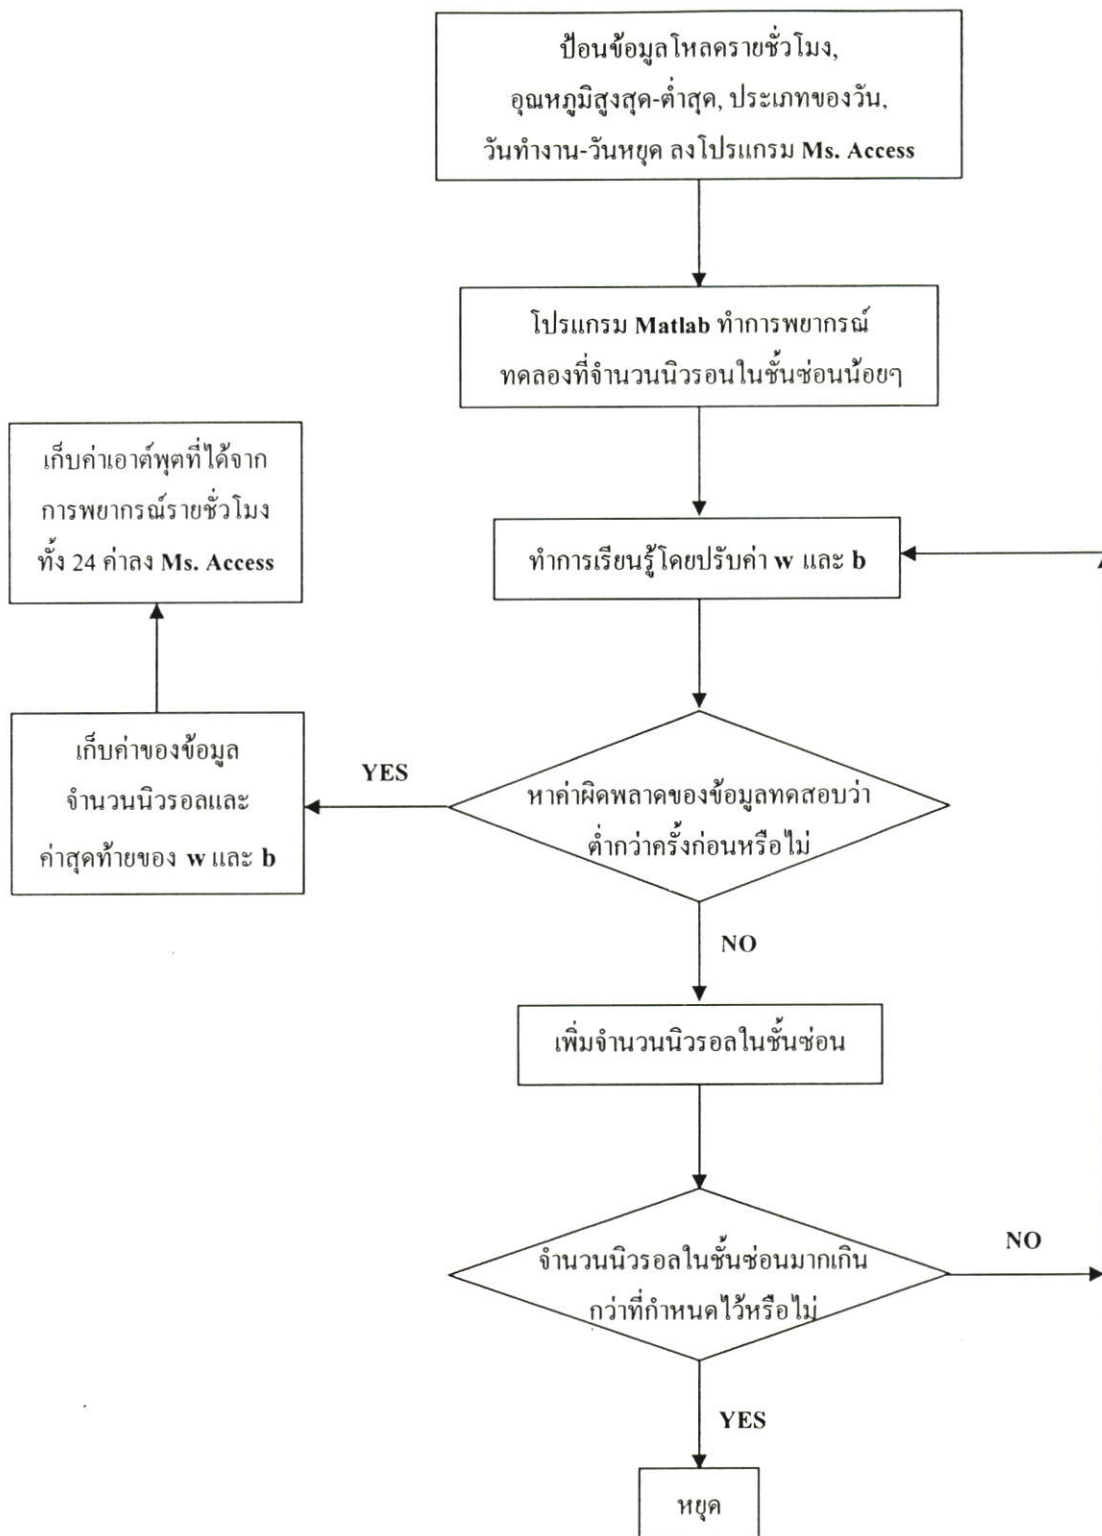 ป้อนข้อมูลโหลดรายชั่วโมง,
อุณหภูมิสูงสุด-ต่ำสุด, ประเภทของวัน,
วันทำงาน-วันหยุด ลงโปรแกรม Ms. Access
โปรแกรม Matlab ทำการพยากรณ์
ทดลองที่จำนวนนิวรอนในชั้นซ่อนน้อยๆ
เก็บค่าเอาต์พุตที่ได้จาก
การพยากรณ์รายชั่วโมง
ทั้ง 24 ค่าลง Ms. Access
ทำการเรียนรู้โดยปรับค่า w และ b
เก็บค่าของข้อมูล
จำนวนนิวรอลและ
ค่าสุดท้ายของ w และ b
YES
หาค่าผิดพลาดของข้อมูลทดสอบว่า
ต่ำกว่าครั้งก่อนหรือไม่
NO
เพิ่มจำนวนนิวรอลในชั้นซ่อน
จำนวนนิวรอลในชั้นซ่อนมากเกิน
กว่าที่กำหนดไว้หรือไม่
NO
YES
หยุด